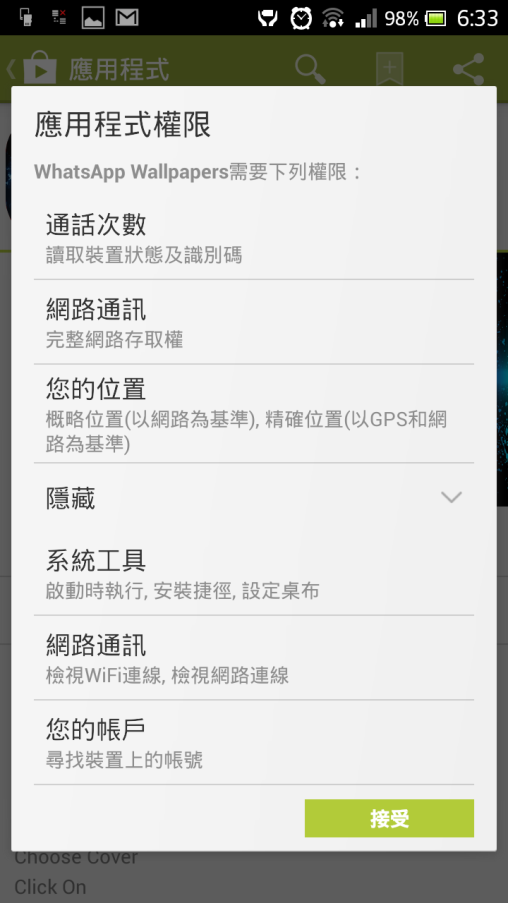 98% 6:33
應用程式
應用程式權限
WhatsApp Wallpapers需要下列權限：
通話次數
讀取裝置狀態及識別碼
網路通訊
完整網路存取權
您的位置
概略位置(以網路為基準), 精確位置(以GPS和網
路為基準)
隱藏
系統工具
啟動時執行, 安裝捷徑, 設定桌布
網路通訊
檢視WiFi連線, 檢視網路連線
您的帳戶
尋找裝置上的帳號
接受
Choose Cover
Click On